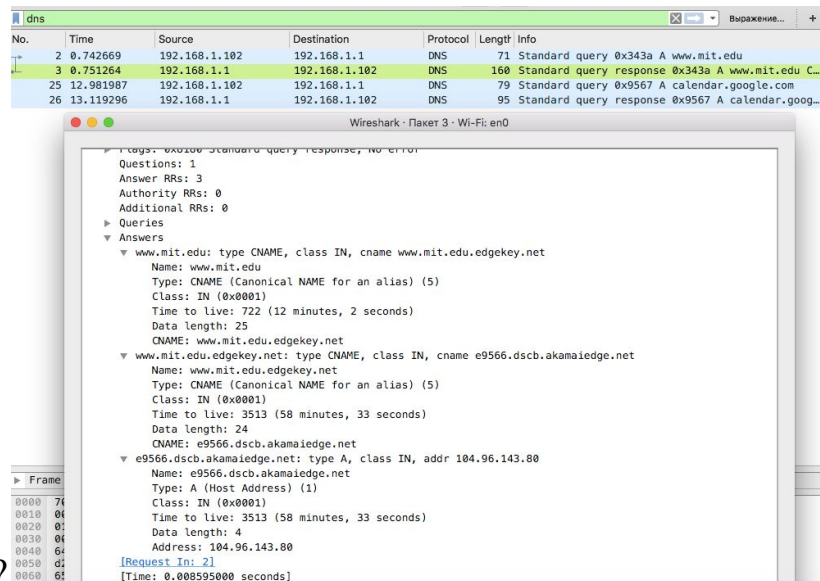 dns
Выражение... +
No. Time Source Destination Protocol Length Info
2 0.742669 192.168.1.102 192.168.1.1 DNS 71 Standard query 0x343a A www.mit.edu
3 0.751264 192.168.1.1 192.168.1.102 DNS 160 Standard query response 0x343a A www.mit.edu C…
25 12.981987 192.168.1.102 192.168.1.1 DNS 79 Standard query 0x9567 A calendar.google.com
26 13.119296 192.168.1.1 192.168.1.102 DNS 95 Standard query response 0x9567 A calendar.goog…
Wireshark · Пакет 3 · Wi-Fi: en0
Flags: 0x8180 Standard query response, No error
Questions: 1
Answer RRs: 3
Authority RRs: 0
Additional RRs: 0
Queries
Answers
www.mit.edu: type CNAME, class IN, cname www.mit.edu.edgekey.net
Name: www.mit.edu
Type: CNAME (Canonical NAME for an alias) (5)
Class: IN (0x0001)
Time to live: 722 (12 minutes, 2 seconds)
Data length: 25
CNAME: www.mit.edu.edgekey.net
www.mit.edu.edgekey.net: type CNAME, class IN, cname e9566.dscb.akamaiedge.net
Name: www.mit.edu.edgekey.net
Type: CNAME (Canonical NAME for an alias) (5)
Class: IN (0x0001)
Time to live: 3513 (58 minutes, 33 seconds)
Data length: 24
CNAME: e9566.dscb.akamaiedge.net
e9566.dscb.akamaiedge.net: type A, class IN, addr 104.96.143.80
Name: e9566.dscb.akamaiedge.net
Type: A (Host Address) (1)
Class: IN (0x0001)
Time to live: 3513 (58 minutes, 33 seconds)
Data length: 4
Address: 104.96.143.80
[Request In: 2]
[Time: 0.008595000 seconds]
Frame
0000
0010
0020
0030
0040 64
0050
0060 65